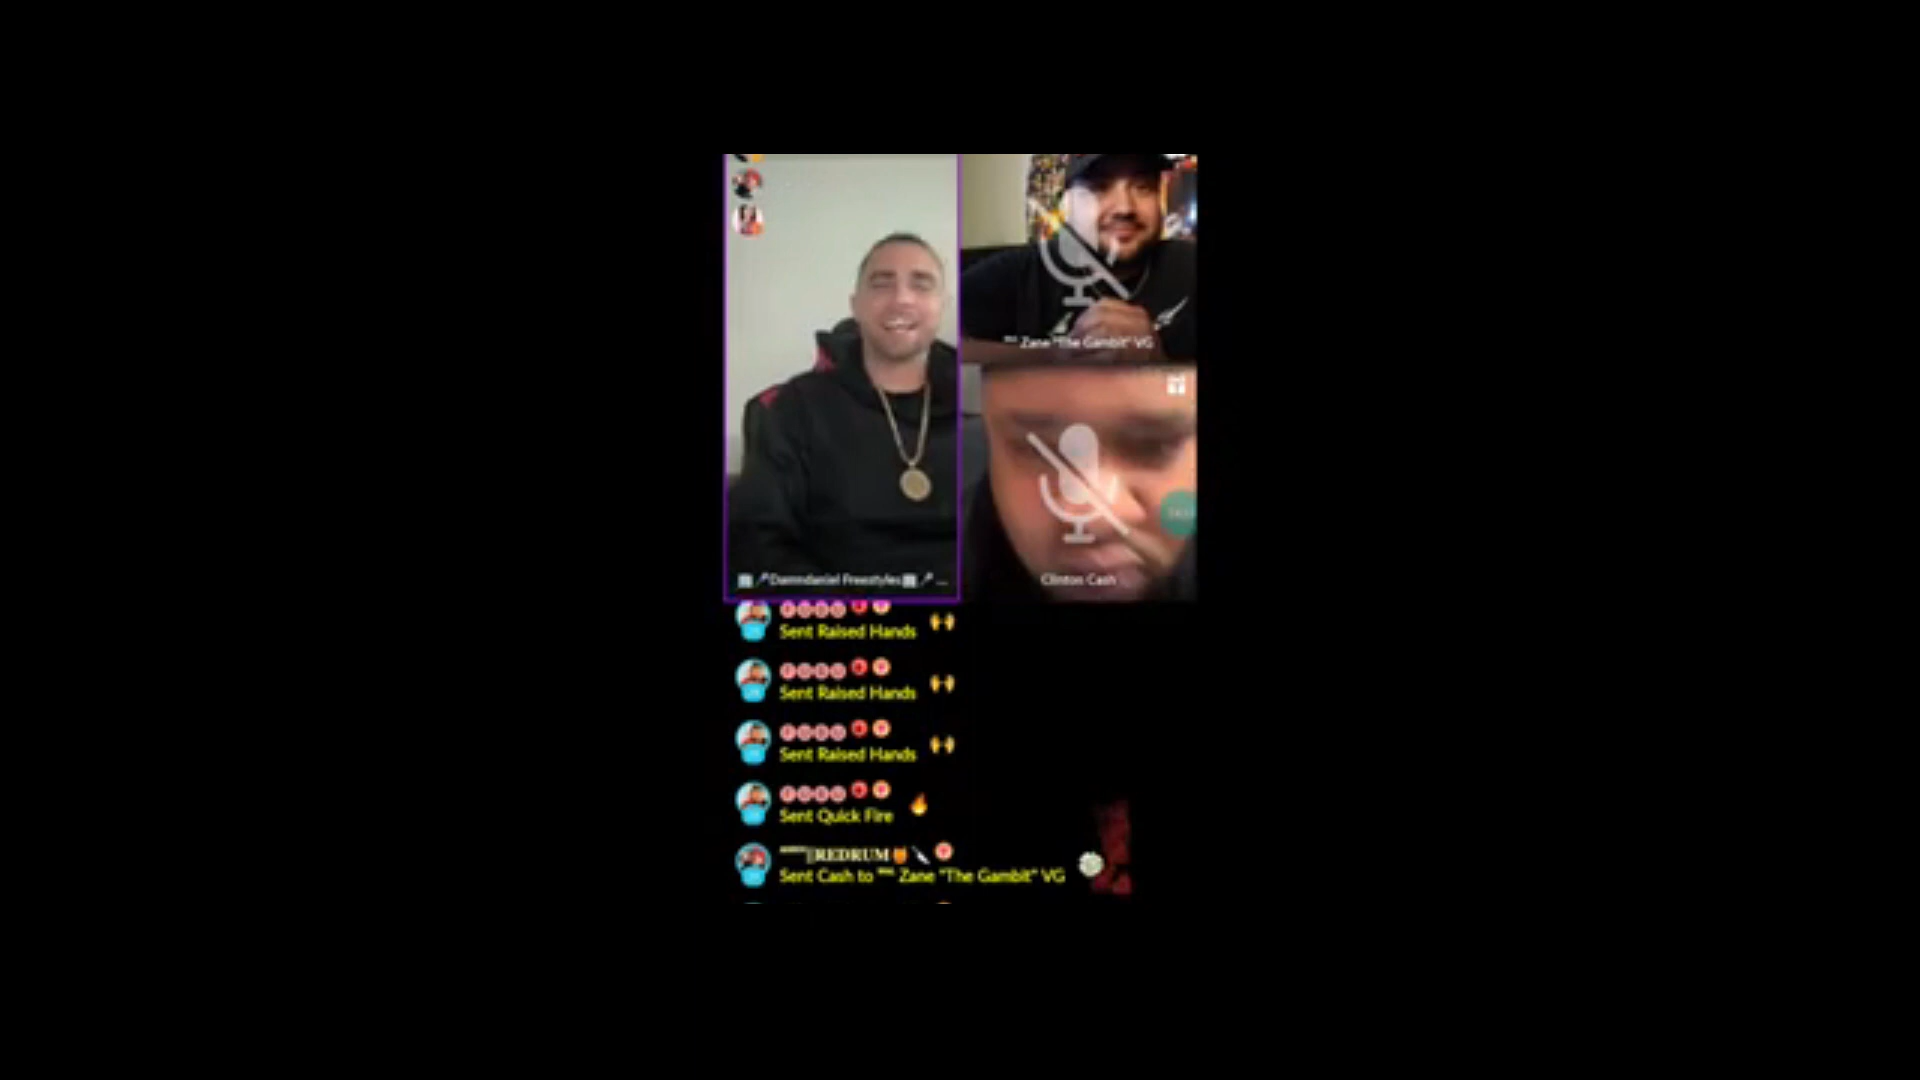 Zane "The Gambit" VG
Damndaniel Freestyles ...
Clinton Cash
Sent Raised Hands
Sent Raised Hands
Sent Raised Hands
Sent Quick Fire
REDRUM
Sent Cash to Zane "The Gambit" VG